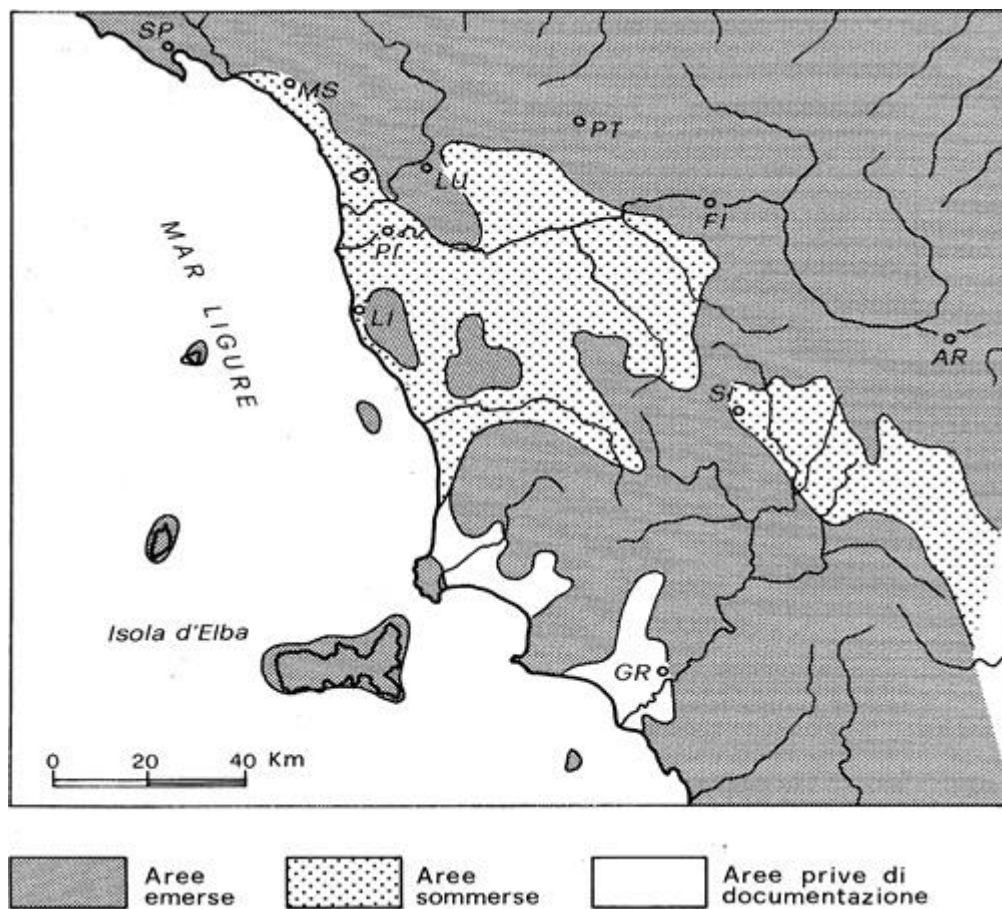 SP
MS
PT
LU
FI
PI
MAR LIGURE
LI
AR
SI
Isola d'Elba
GR
0 20 40 Km
Aree emerse
Aree sommerse
Aree prive di documentazione